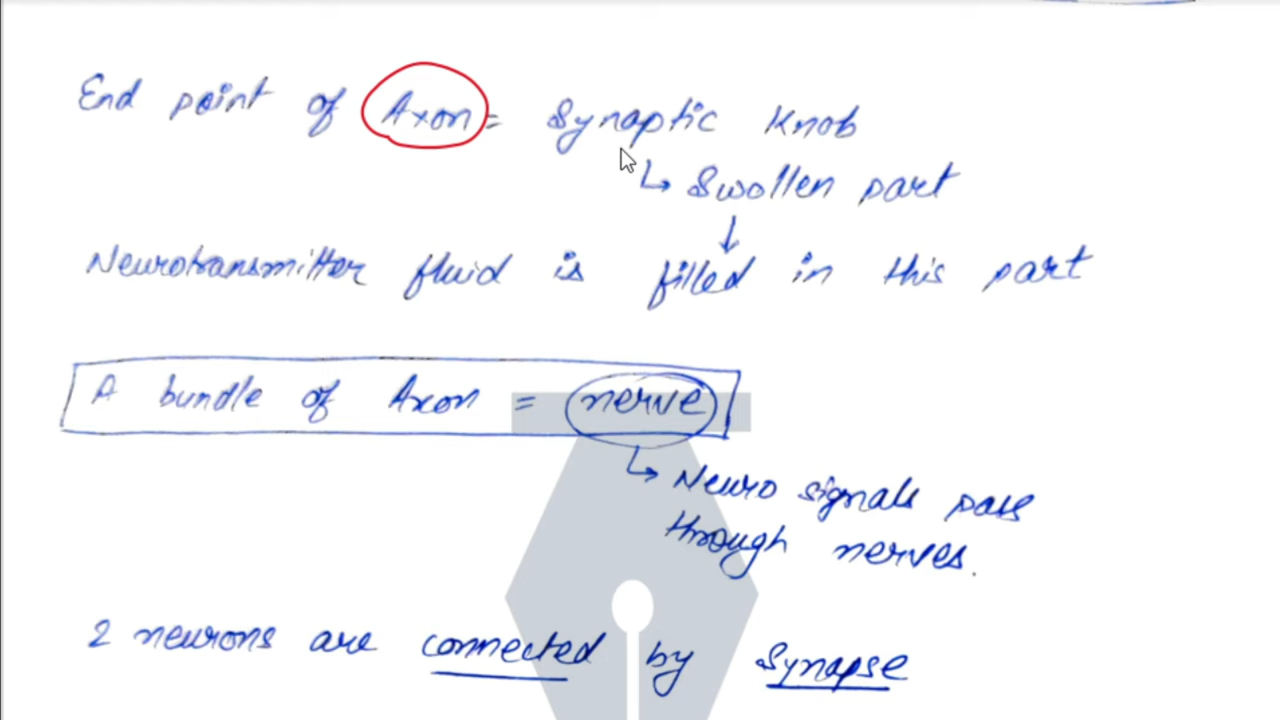 End point of Axon = Synaptic Knob
↳ Swollen part
↓
Neurotransmitter fluid is filled in this part
A bundle of Axon = nerve
↳ Neuro signals pass
through nerves.
2 neurons are connected by Synapse